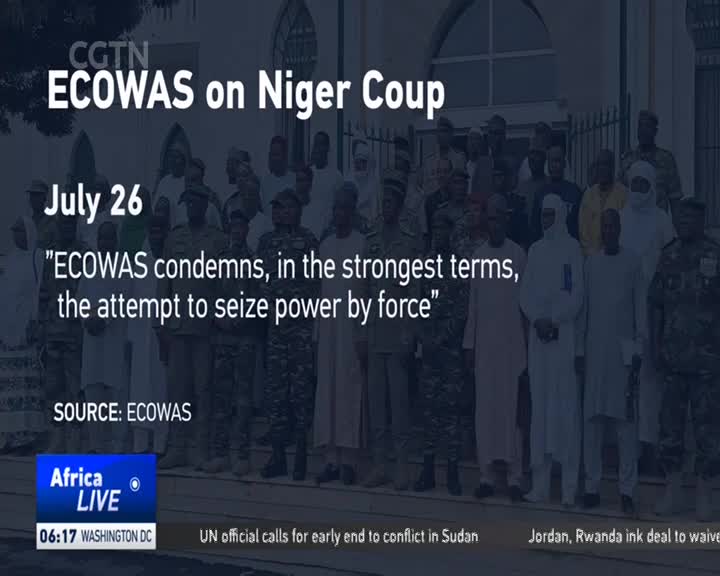 CGTN
ECOWAS on Niger Coup
July 26
"ECOWAS condemns, in the strongest terms,
the attempt to seize power by force"
SOURCE: ECOWAS
Africa
LIVE
06:17 WASHINGTON DC
UN official calls for early end to conflict in Sudan
Jordan, Rwanda ink deal to waive